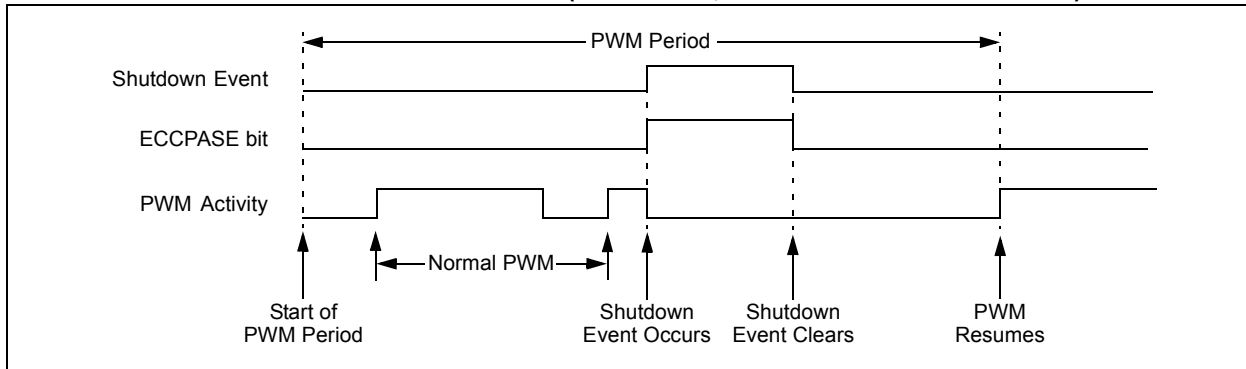 PWM Period
Shutdown Event
ECCPASE bit
PWM Activity
Normal PWM
Start of
PWM Period
Shutdown
Event Occurs
Shutdown
Event Clears
PWM
Resumes